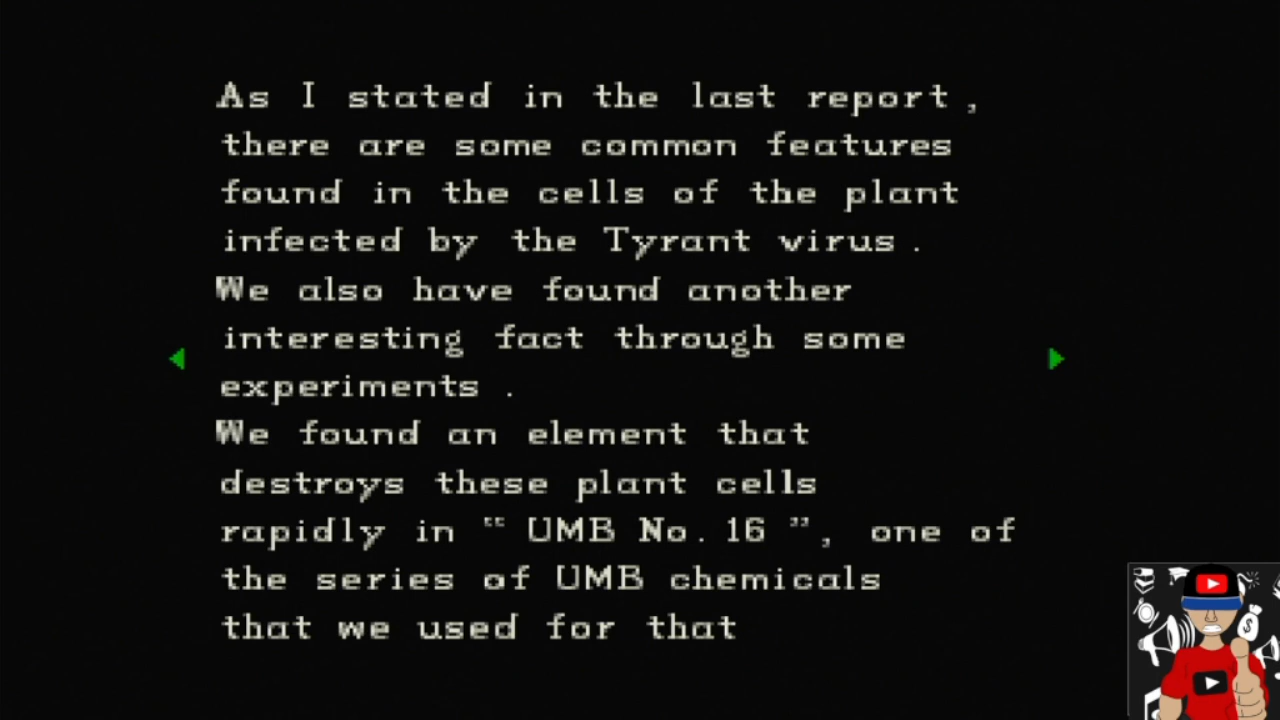 As I stated in the last report,
there are some common features
found in the cells of the plant
infected by the Tyrant virus.
We also have found another
interesting fact through some
experiments.
We found an element that
destroys these plant cells
rapidly in “ UMB No.16 ”, one of
the series of UMB chemicals
that we used for that
$